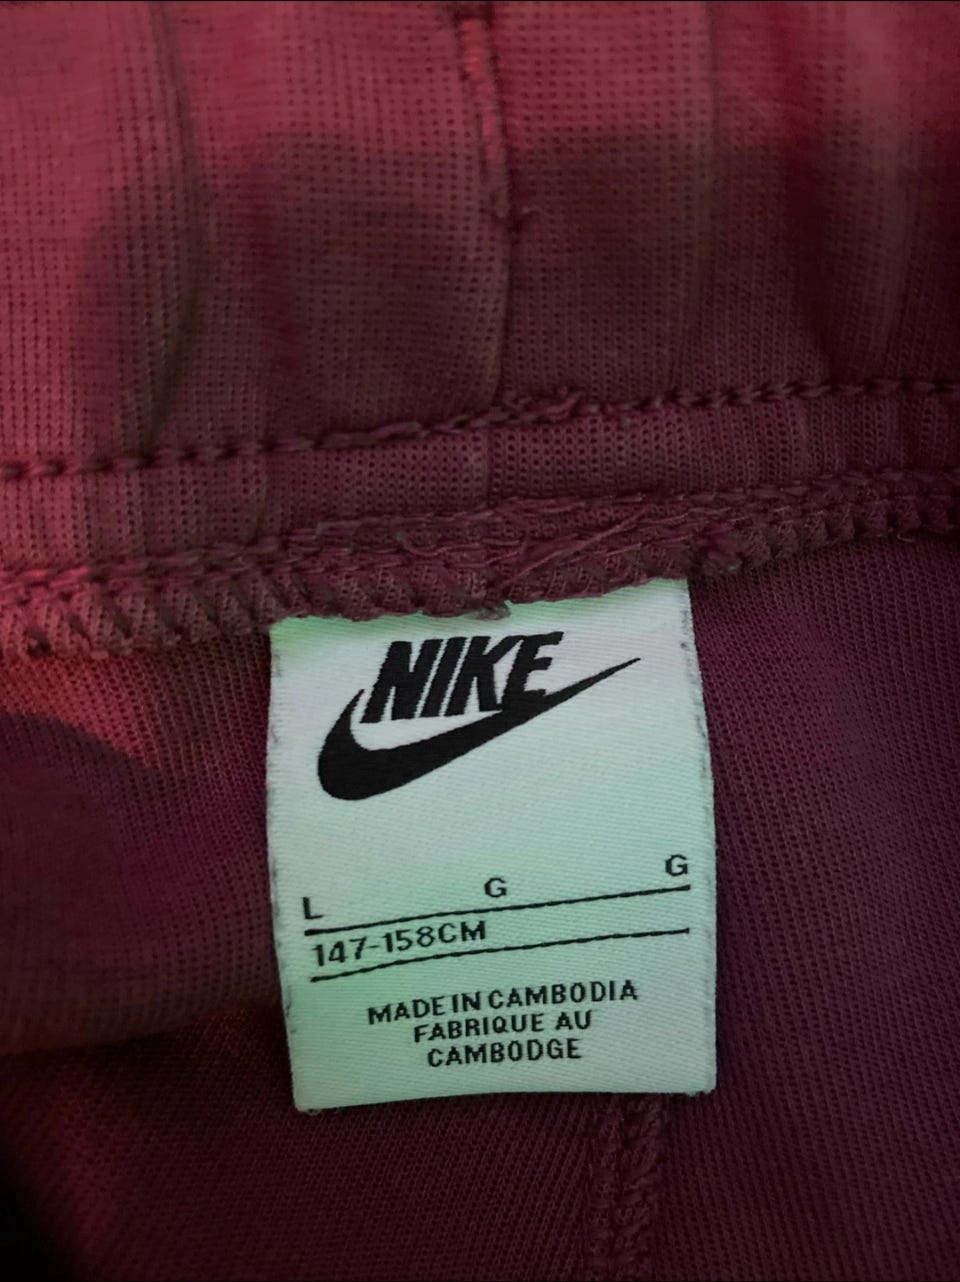 NIKE
L G G
147-158CM
MADE IN CAMBODIA
FABRIQUE AU
CAMBODGE